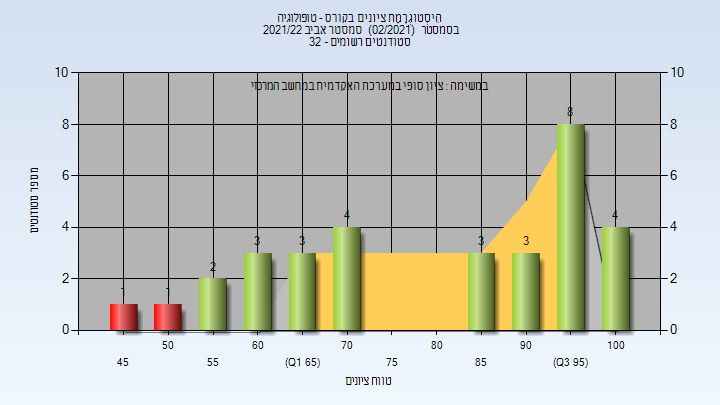 היסטוגרמת ציונים בקורס - טופולוגיה
בסמסטר (02/2021) סמסטר אביב 2021/22
סטודנטים רשומים - 32
במשימה : ציון סופי במערכת האקדמית במחשב המרכזי
10 10
8 8
6 6
4 4
2 2
0 0
מספר סטודנטים
1 1 2 3 3 4 3 3 8 4
50 60 70 80 90 100
45 55 (Q1 65) 75 85 (Q3 95)
טווח ציונים